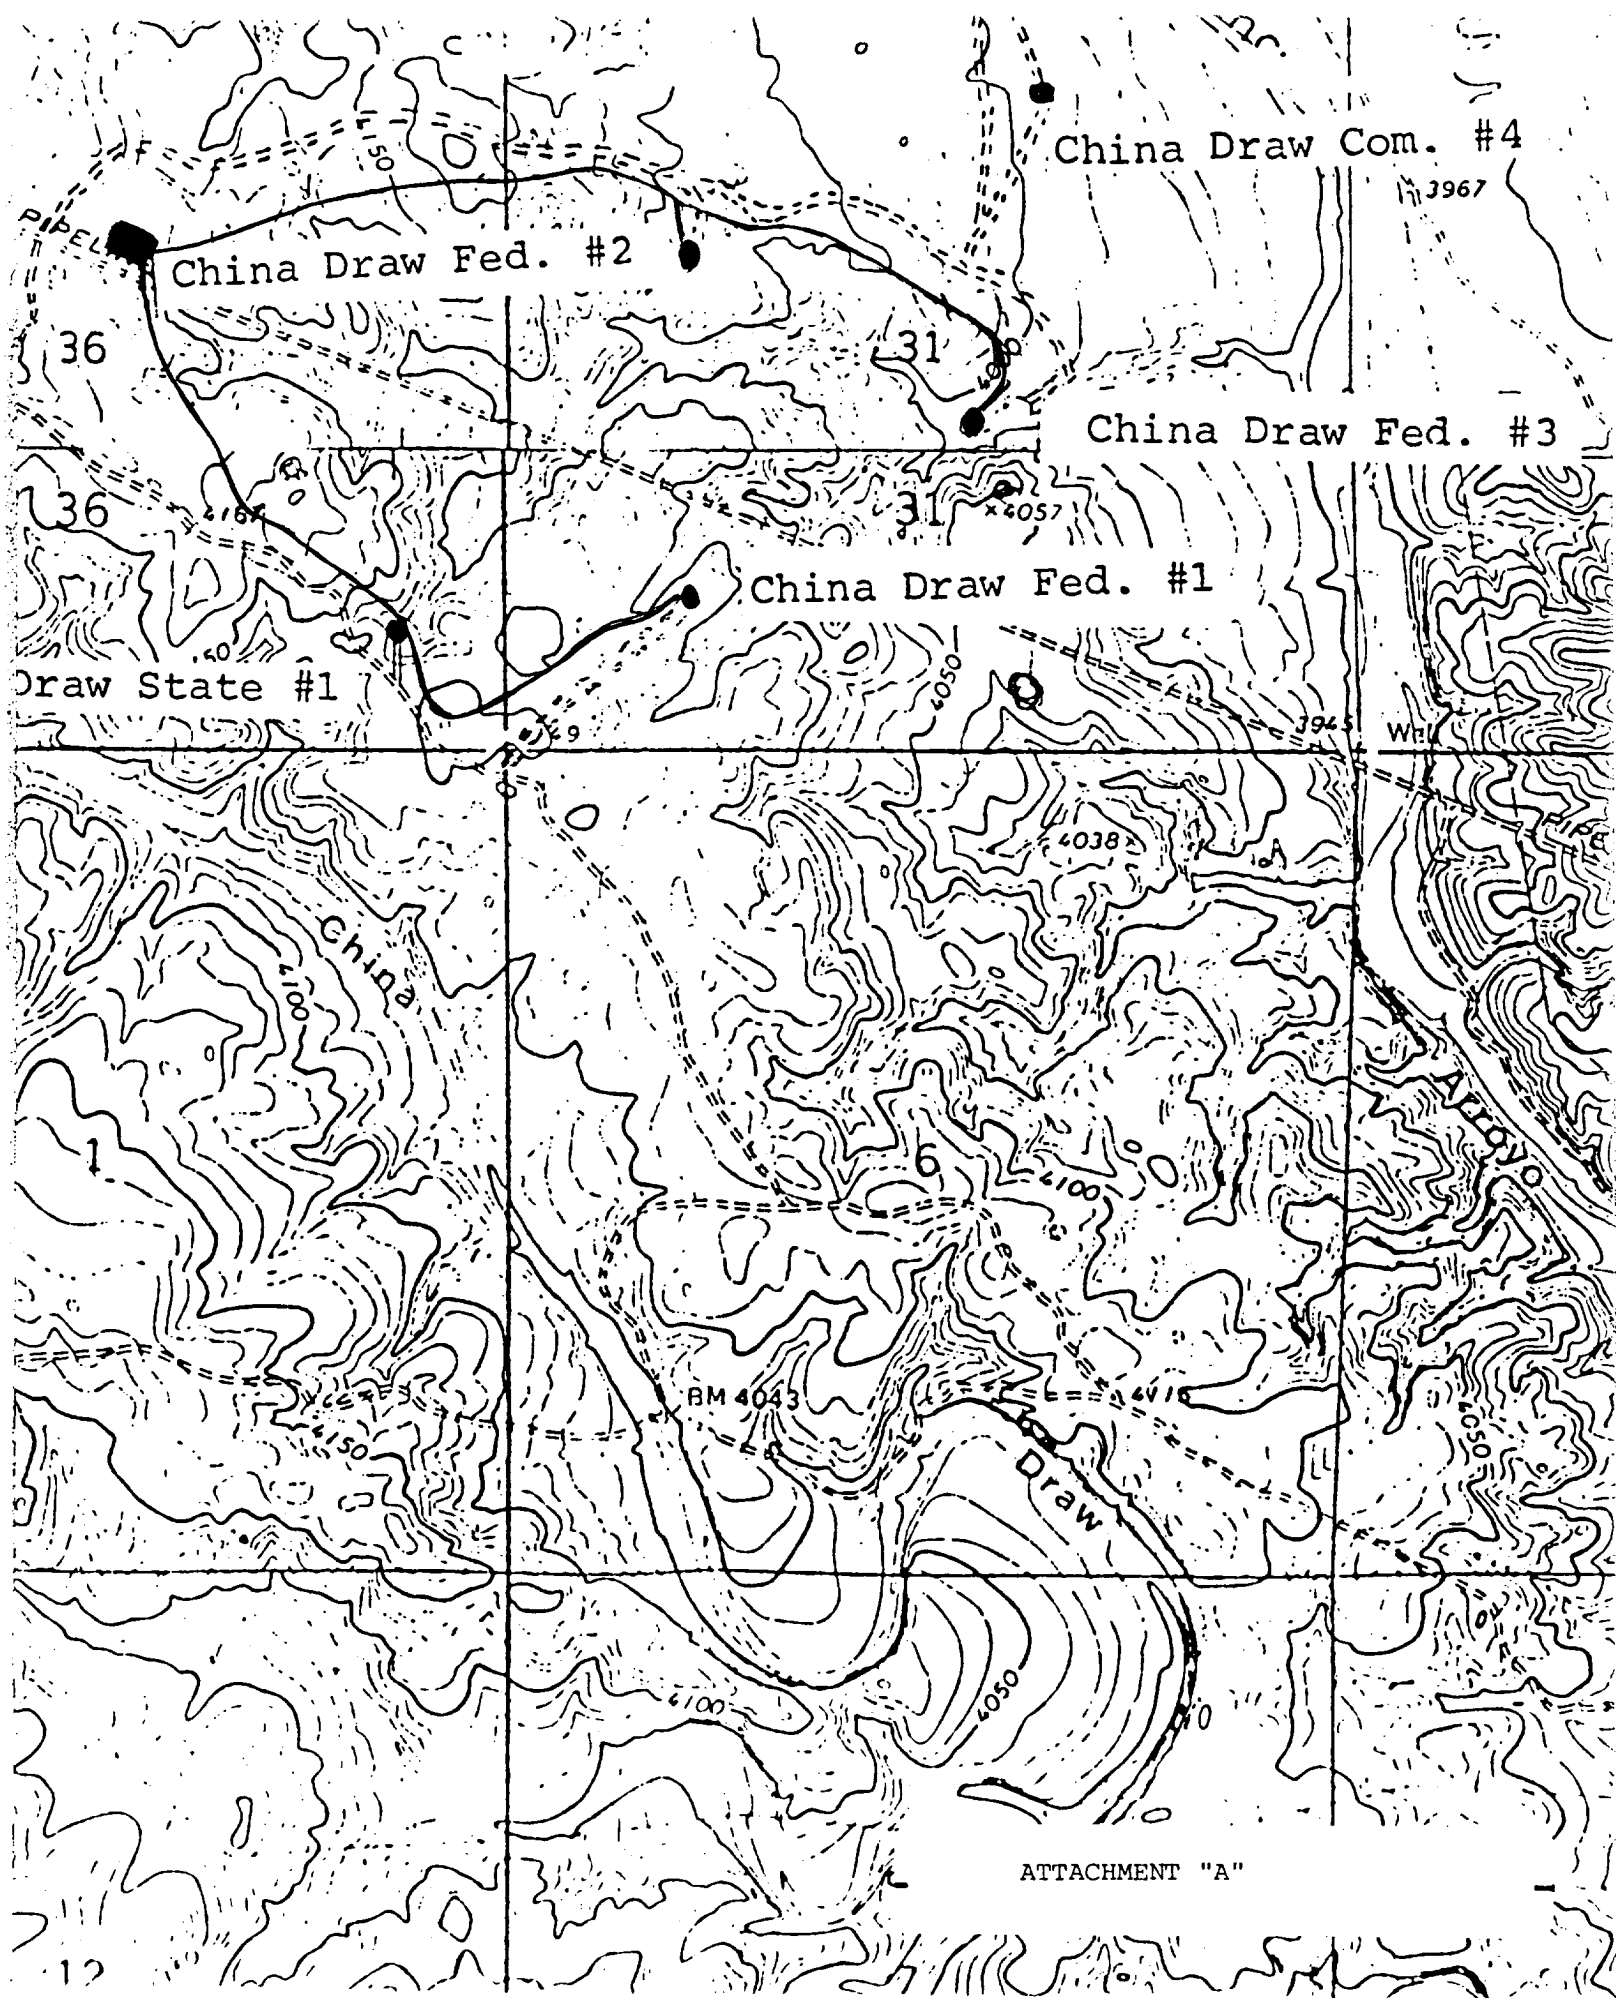 China Draw Com. #4
3967
50
China Draw Fed. #2
36
31
China Draw Fed. #3
36
31
×4057
China Draw Fed. #1
Draw State #1
4050
3945
4038×
China
4100
Arroyo
1
6
4100
BM 4043
4150
4050
Draw
4100
4050
ATTACHMENT "A"